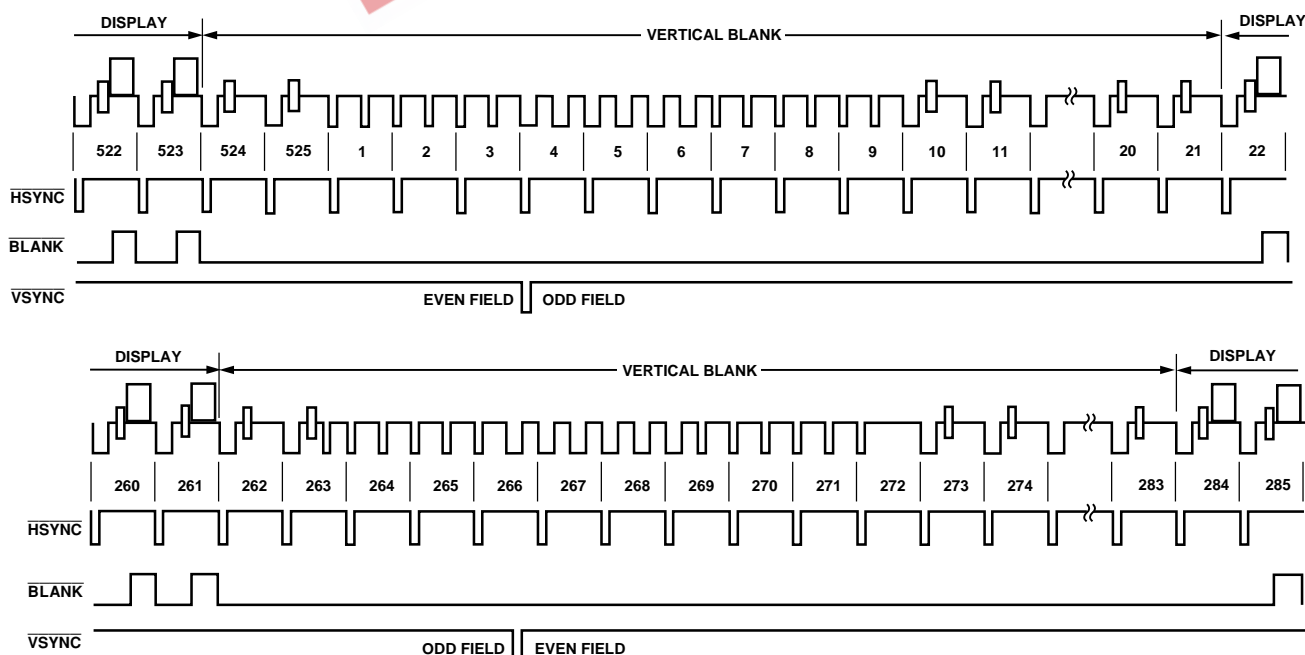 DISPLAY VERTICAL BLANK DISPLAY
522 523 524 525 1 2 3 4 5 6 7 8 9 10 11 20 21 22
HSYNC
BLANK
VSYNC
EVEN FIELD ODD FIELD
DISPLAY VERTICAL BLANK DISPLAY
260 261 262 263 264 265 266 267 268 269 270 271 272 273 274 283 284 285
HSYNC
BLANK
VSYNC
ODD FIELD EVEN FIELD